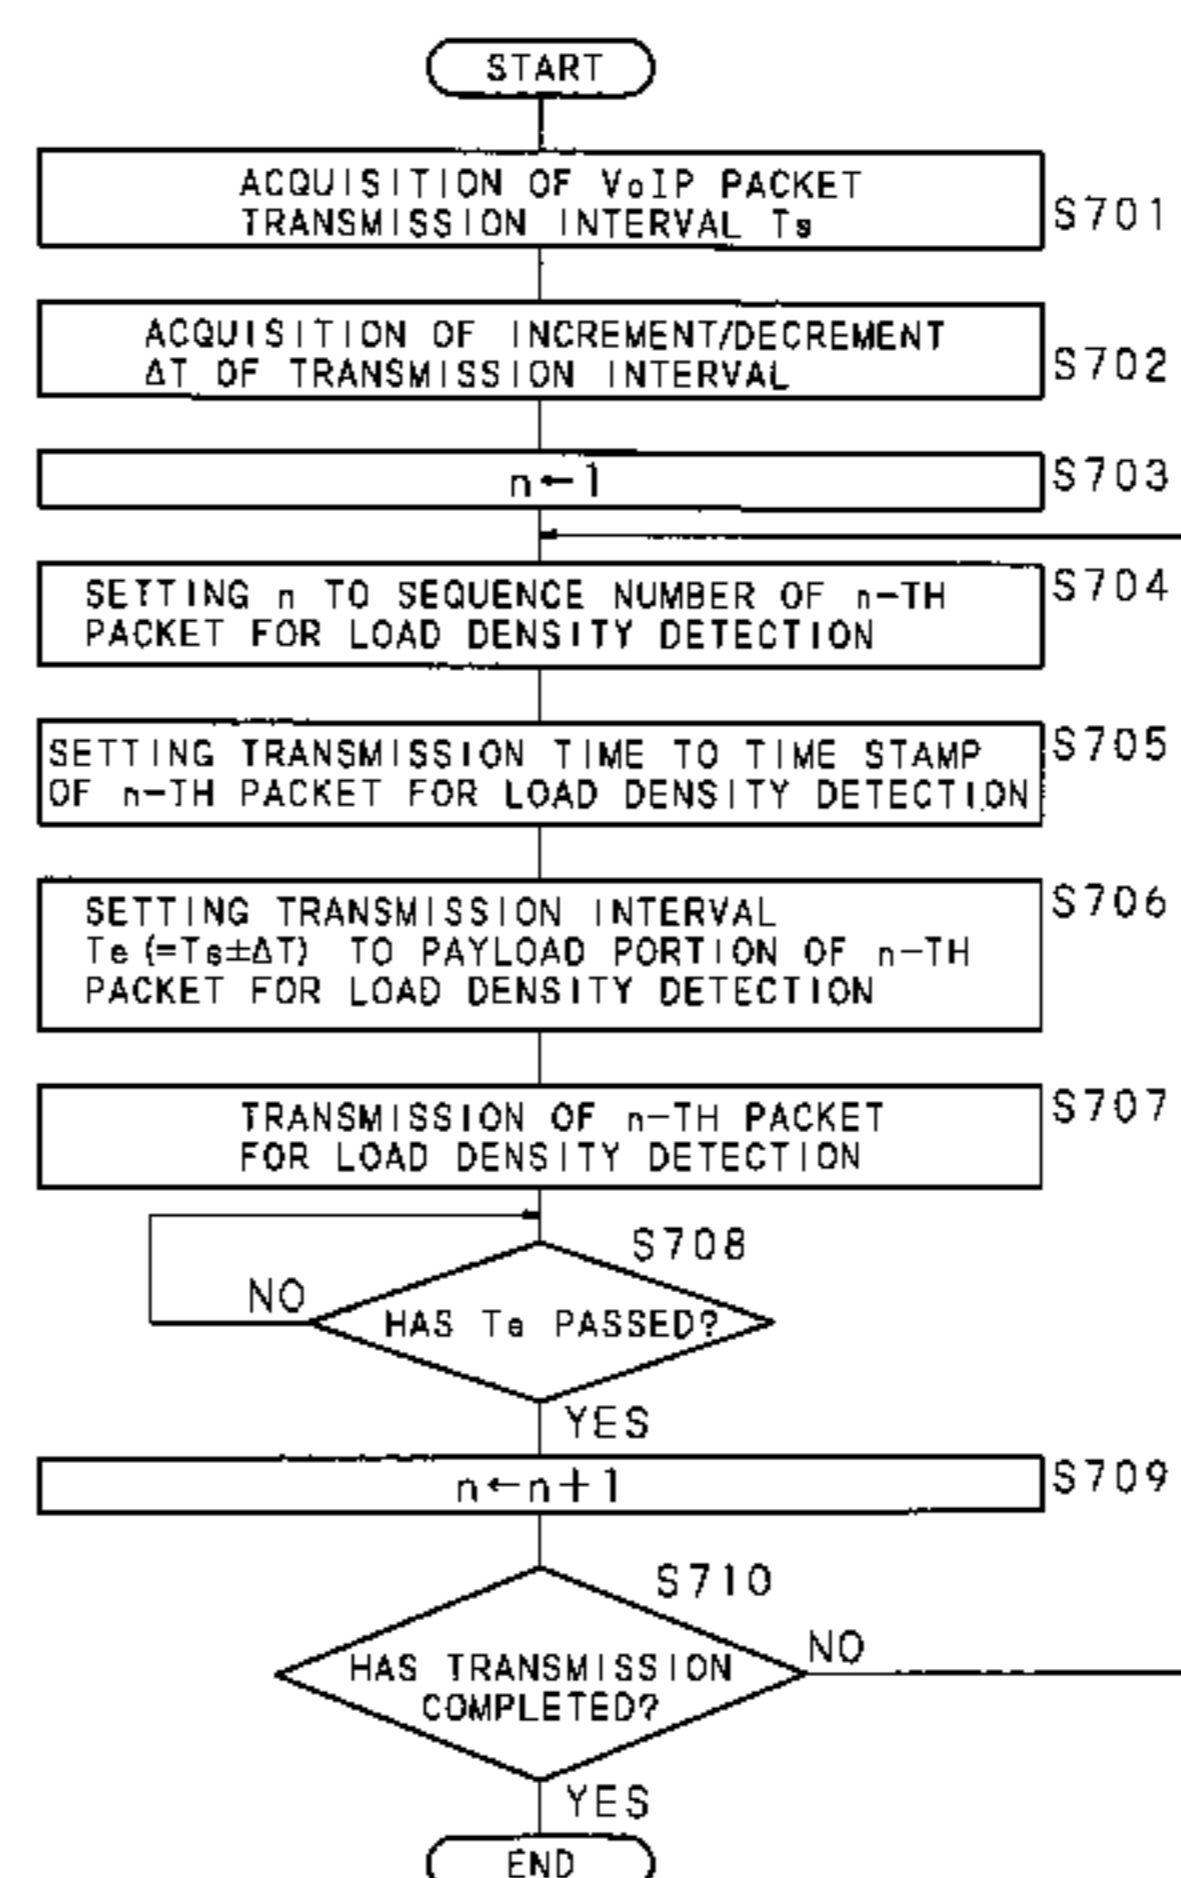 START
ACQUISITION OF VoIP PACKET
TRANSMISSION INTERVAL Ts
S701
ACQUISITION OF INCREMENT/DECREMENT
ΔT OF TRANSMISSION INTERVAL
S702
n←1
S703
SETTING n TO SEQUENCE NUMBER OF n-TH
PACKET FOR LOAD DENSITY DETECTION
S704
SETTING TRANSMISSION TIME TO TIME STAMP
OF n-TH PACKET FOR LOAD DENSITY DETECTION
S705
SETTING TRANSMISSION INTERVAL
Te (=Ts±ΔT) TO PAYLOAD PORTION OF n-TH
PACKET FOR LOAD DENSITY DETECTION
S706
TRANSMISSION OF n-TH PACKET
FOR LOAD DENSITY DETECTION
S707
S708
NO
HAS Te PASSED?
YES
n←n+1
S709
S710
HAS TRANSMISSION
COMPLETED?
NO
YES
END